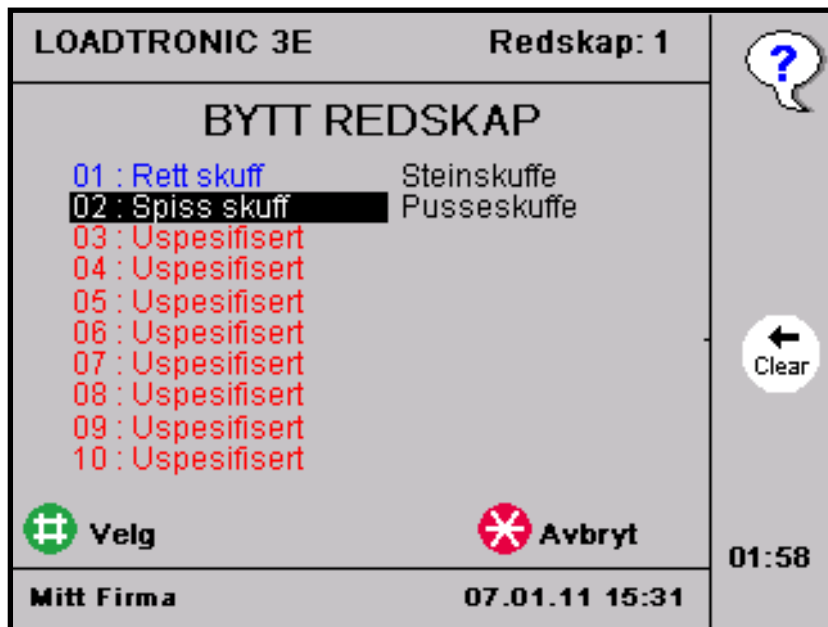 LOADTRONIC 3E Redskap: 1
?
BYTT REDSKAP
01 : Rett skuff Steinskuffe
02 : Spiss skuff Pusseskuffe
03 : Uspesifisert
04 : Uspesifisert
05 : Uspesifisert
06 : Uspesifisert
07 : Uspesifisert
08 : Uspesifisert
09 : Uspesifisert
10 : Uspesifisert
Clear
# Velg * Avbryt
01:58
Mitt Firma 07.01.11 15:31